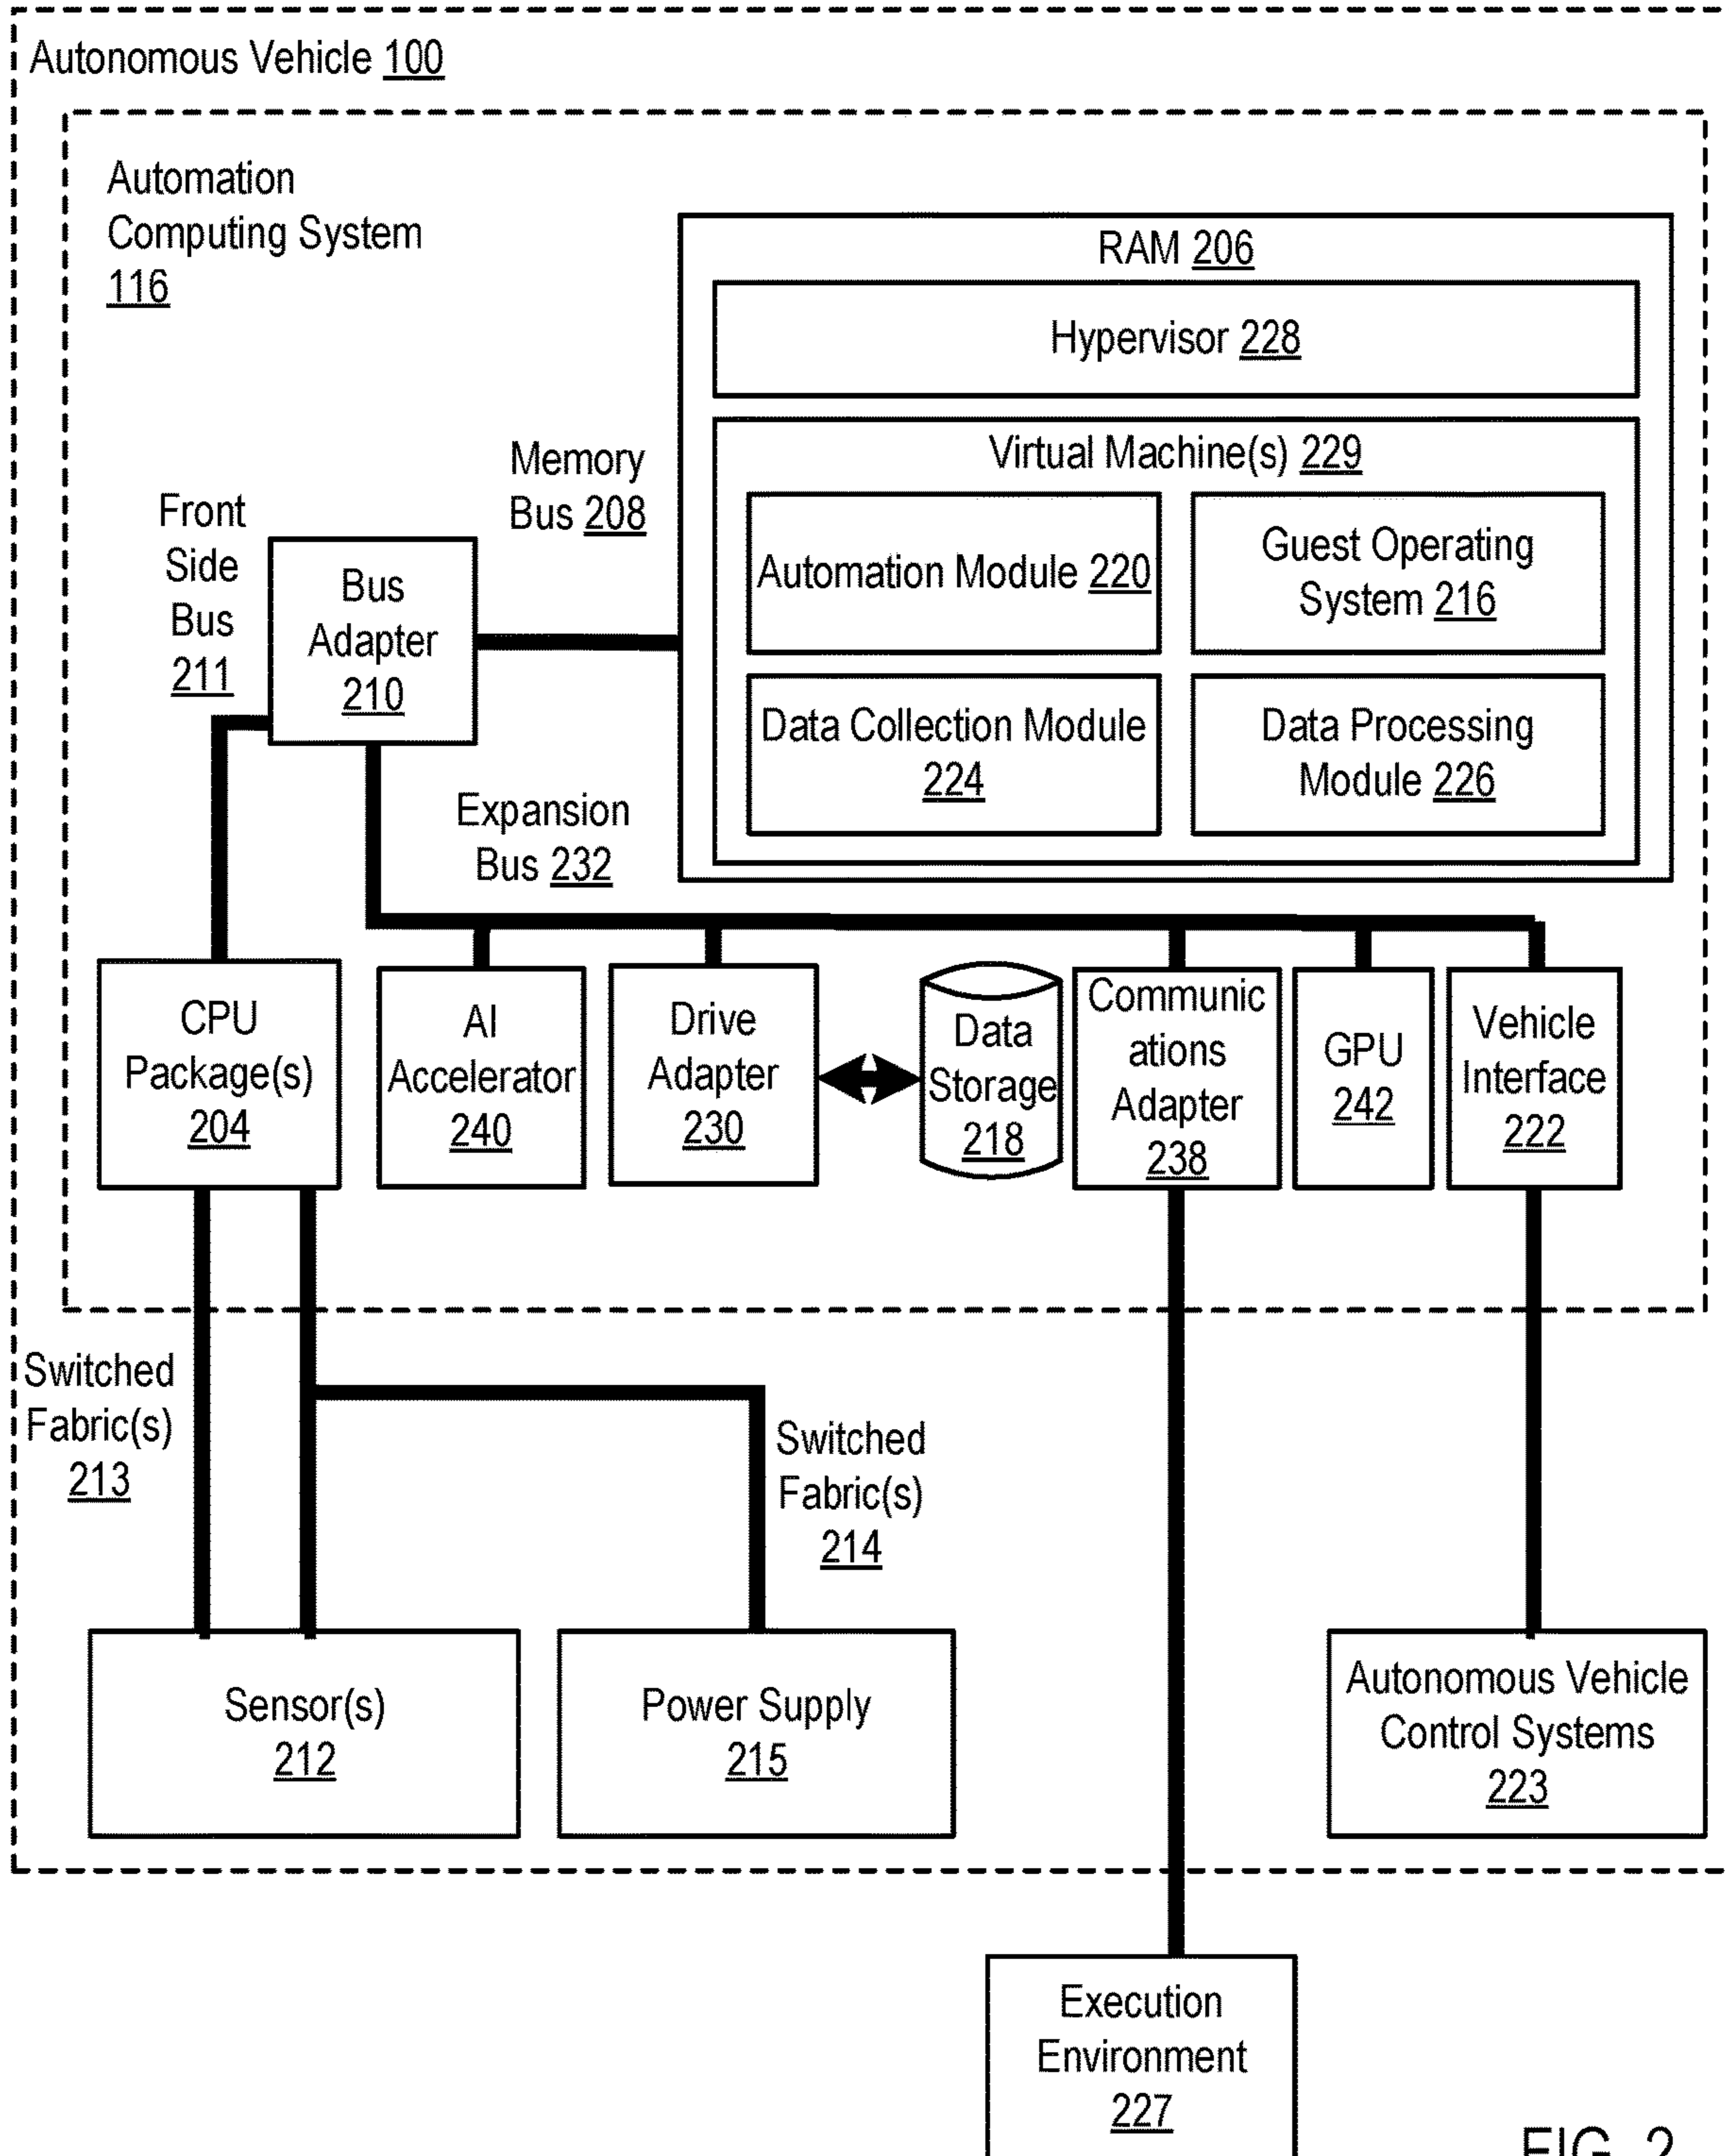 Autonomous Vehicle 100
Automation
Computing System
116
RAM 206
Hypervisor 228
Virtual Machine(s) 229
Automation Module 220
Guest Operating
System 216
Data Collection Module
224
Data Processing
Module 226
Memory
Bus 208
Front
Side
Bus
211
Bus
Adapter
210
Expansion
Bus 232
CPU
Package(s)
204
AI
Accelerator
240
Drive
Adapter
230
Data
Storage
218
Communic
ations
Adapter
238
GPU
242
Vehicle
Interface
222
Switched
Fabric(s)
213
Switched
Fabric(s)
214
Sensor(s)
212
Power Supply
215
Autonomous Vehicle
Control Systems
223
Execution
Environment
227
FIG. 2